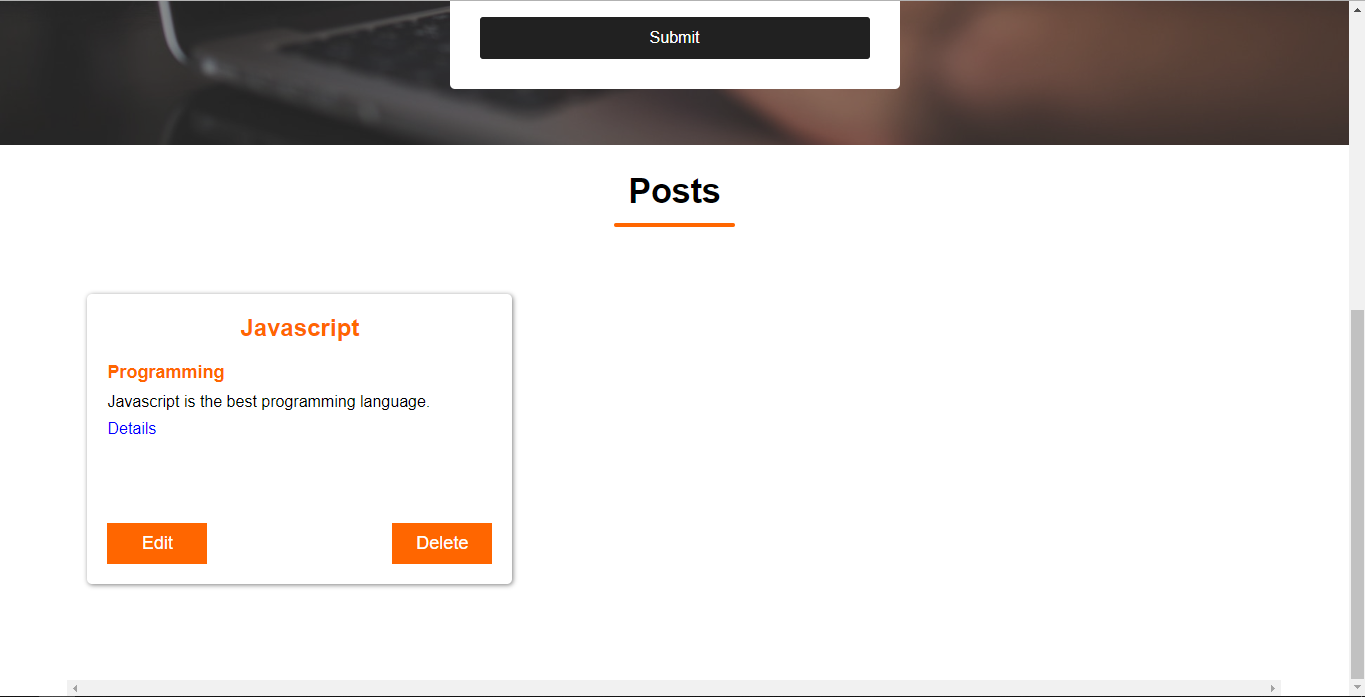 Submit
Posts
Javascript
Programming
Javascript is the best programming language.
Details
Edit
Delete